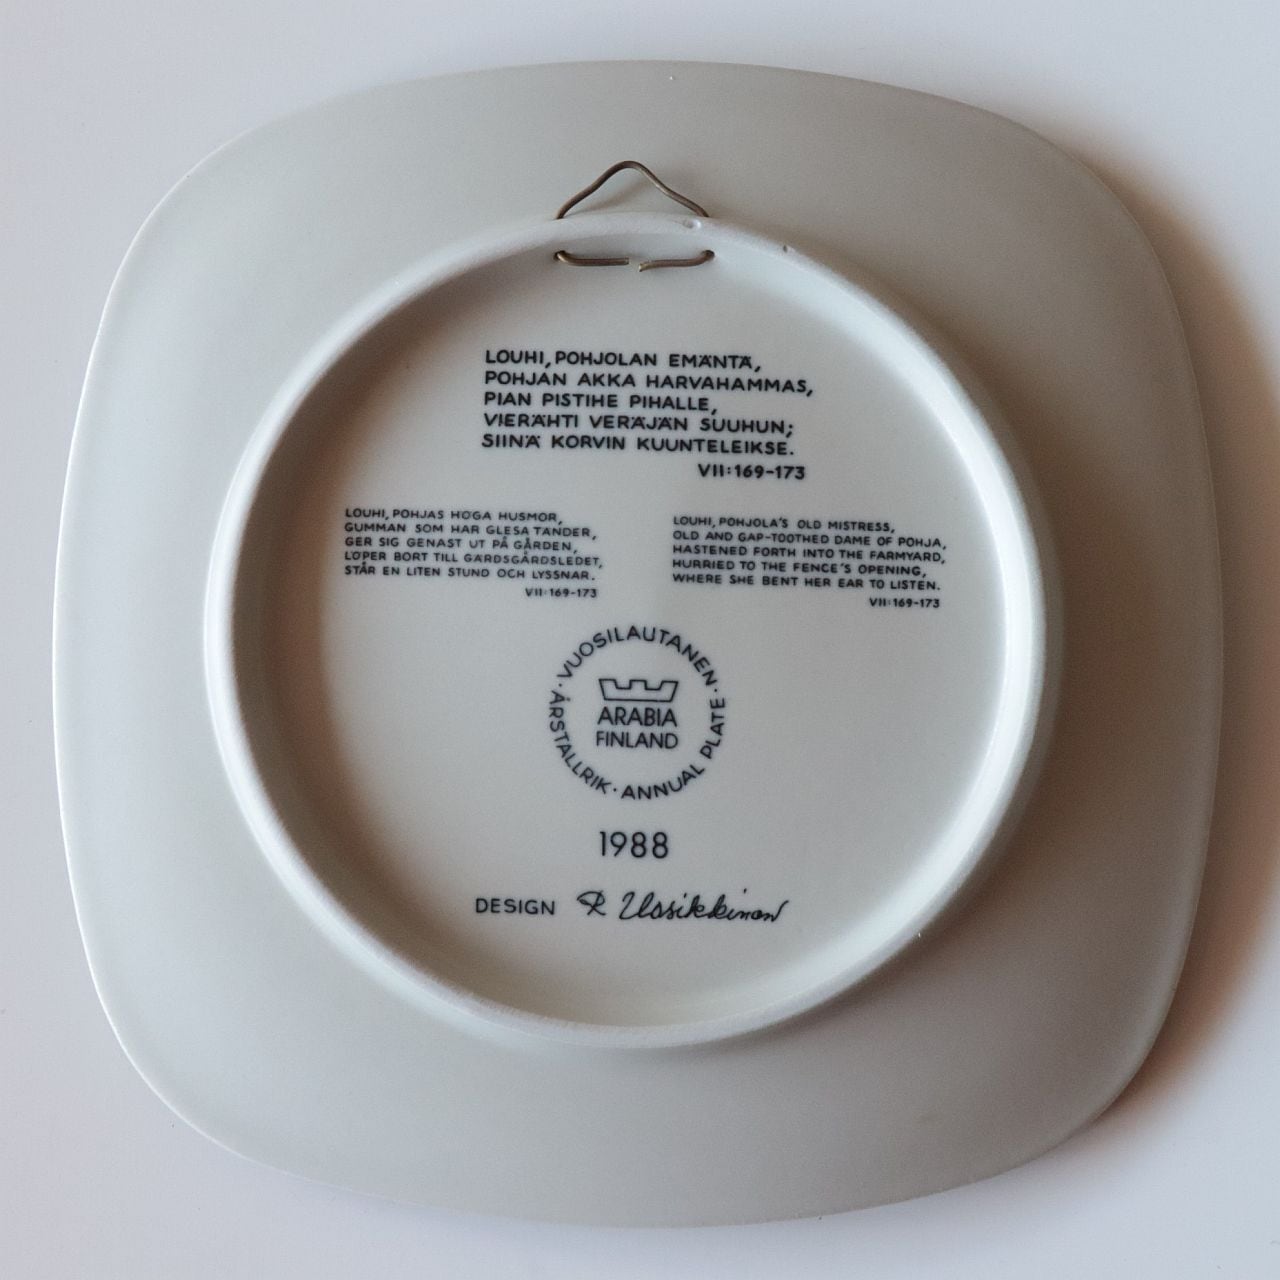 LOUHI, POHJOLAN EMÄNTÄ,
POHJAN AKKA HARVAHAMMAS,
PIAN PISTIHE PIHALLE,
VIERÄHTI VERÄJÄN SUUHUN;
SIINÄ KORVIN KUUNTELEIKSE.
VII:169-173
LOUHI, POHJAS HÖGA HUSMOR,
GUMMAN SOM HAR GLESA TÄNDER,
GER SIG GENAST UT PÅ GÅRDEN,
LÖPER BORT TILL GÄRDSGÅRDSLEDET,
STÅR EN LITEN STUND OCH LYSSNAR.
VII:169-173
LOUHI, POHJOLA'S OLD MISTRESS,
OLD AND GAP-TOOTHED DAME OF POHJA,
HASTENED FORTH INTO THE FARMYARD,
HURRIED TO THE FENCE'S OPENING,
WHERE SHE BENT HER EAR TO LISTEN.
VII:169-173
· VUOSILAUTANEN ·
ARABIA
FINLAND
ÅRSTALLRIK · ANNUAL PLATE
1988
DESIGN R Uosikkinen